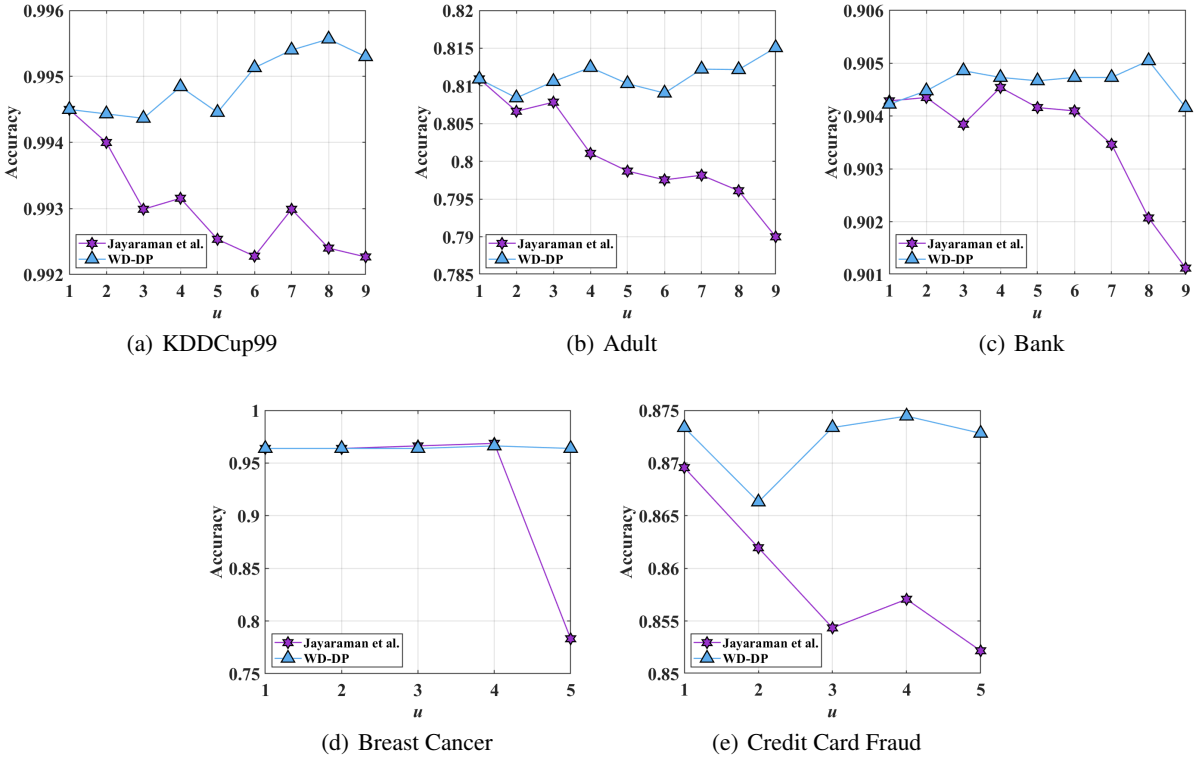 0.996
0.995
0.994
0.993
0.992
Accuracy
Jayaraman et al.
WD-DP
1 2 3 4 5 6 7 8 9
u
(a) KDDCup99
0.82
0.815
0.81
0.805
0.8
0.795
0.79
0.785
Accuracy
Jayaraman et al.
WD-DP
1 2 3 4 5 6 7 8 9
u
(b) Adult
0.906
0.905
0.904
0.903
0.902
0.901
Accuracy
Jayaraman et al.
WD-DP
1 2 3 4 5 6 7 8 9
u
(c) Bank
1
0.95
0.9
0.85
0.8
0.75
Accuracy
Jayaraman et al.
WD-DP
1 2 3 4 5
u
(d) Breast Cancer
0.875
0.87
0.865
0.86
0.855
0.85
Accuracy
Jayaraman et al.
WD-DP
1 2 3 4 5
u
(e) Credit Card Fraud